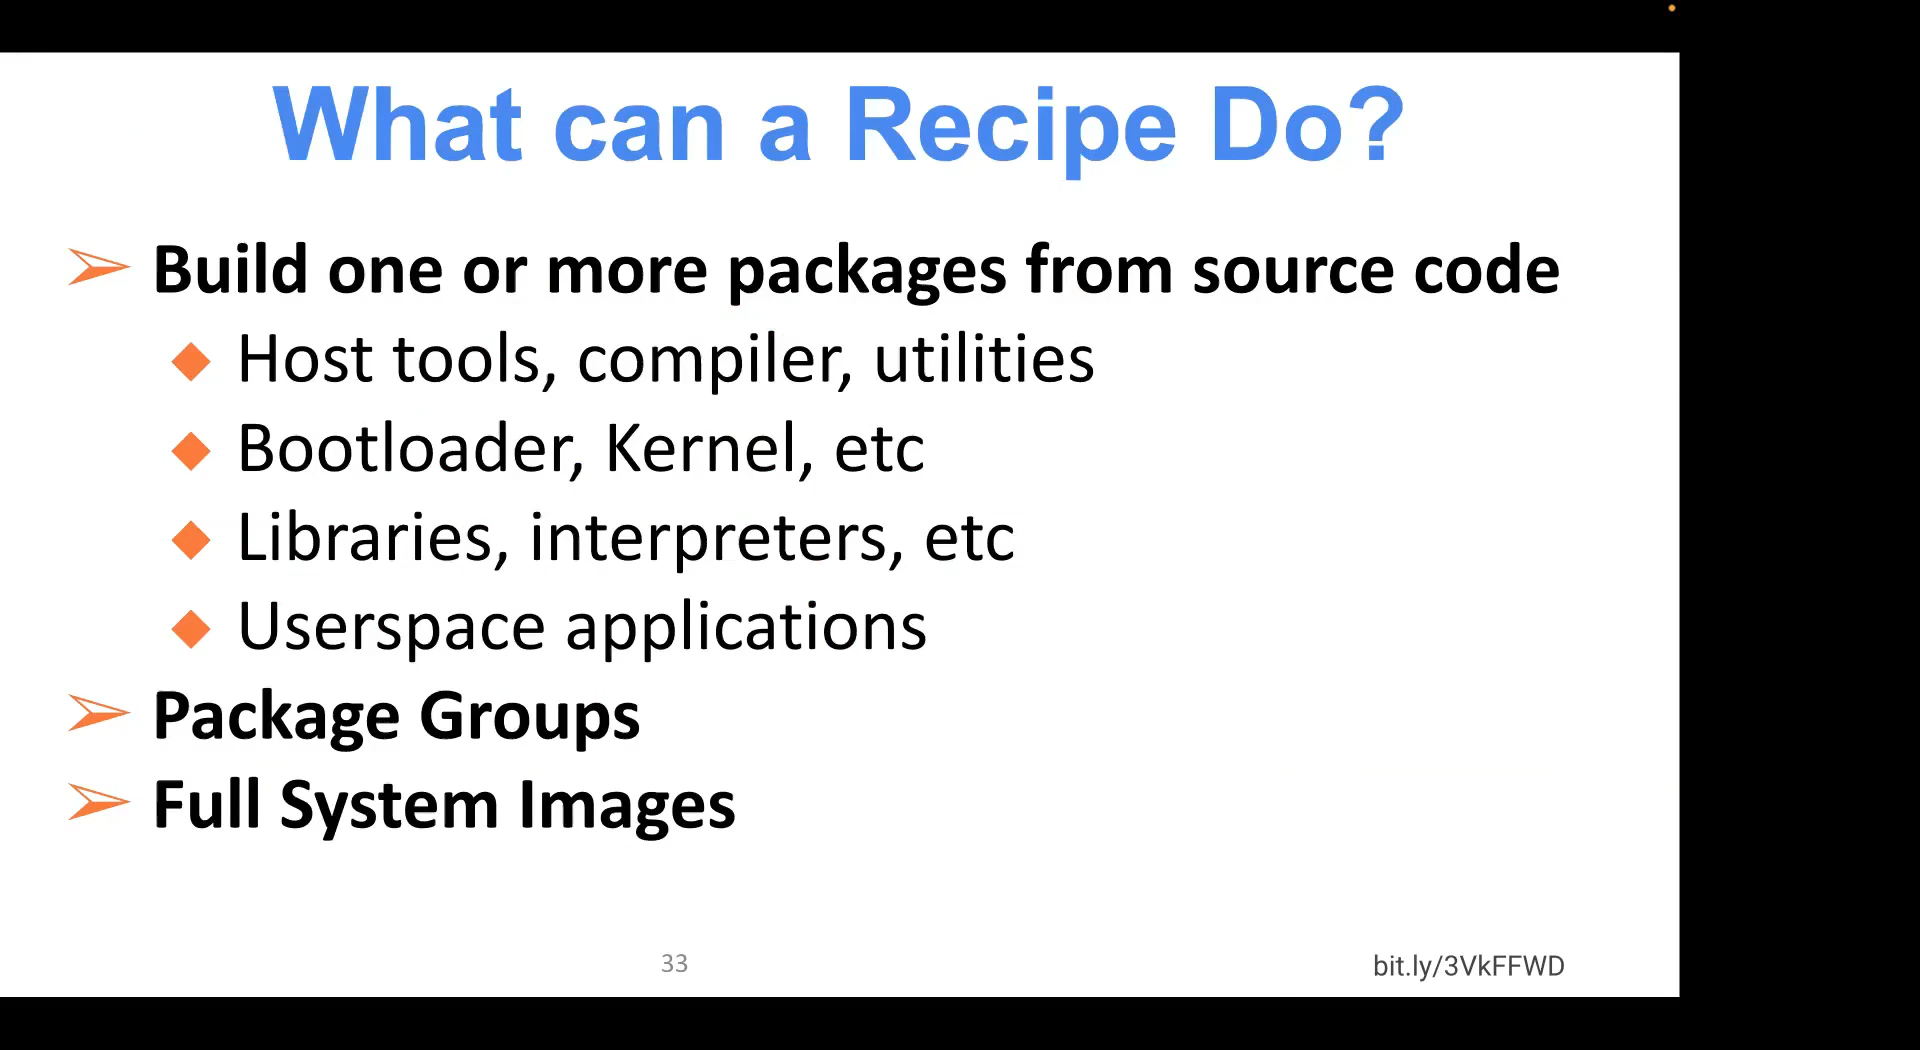 What can a Recipe Do?
Build one or more packages from source code
Host tools, compiler, utilities
Bootloader, Kernel, etc
Libraries, interpreters, etc
Userspace applications
Package Groups
Full System Images
33
bit.ly/3VkFFWD